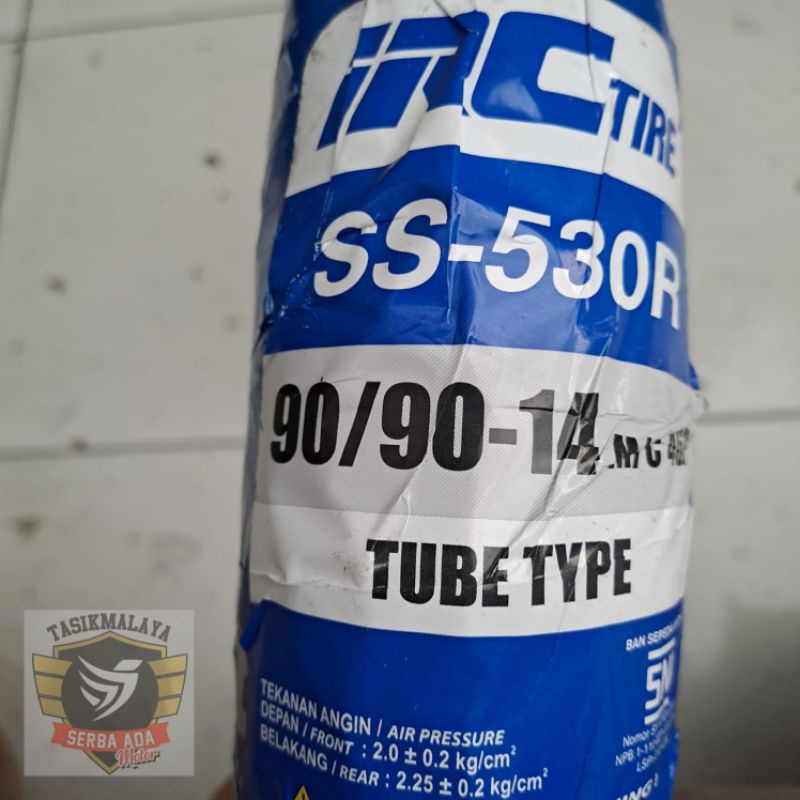 IRC TIRE
SS-530R
90/90-14 M/C
TUBE TYPE
TEKANAN ANGIN / AIR PRESSURE
DEPAN / FRONT : 2.0 ± 0.2 kg/cm²
BELAKANG / REAR : 2.25 ± 0.2 kg/cm²
BAN
Nomor
TASIKMALAYA
SERBA ADA
Motor